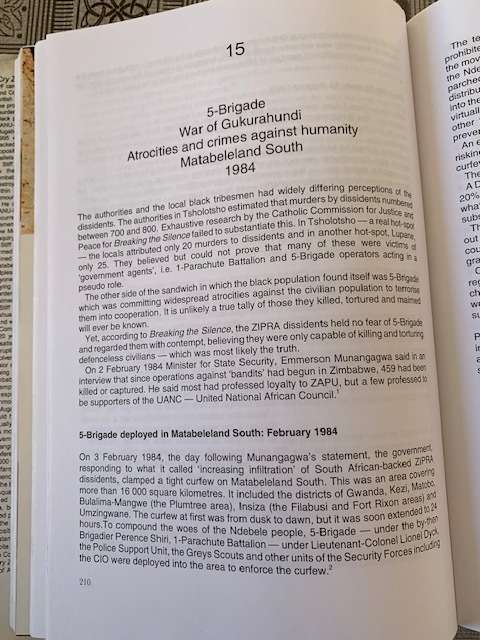 15
5-Brigade
War of Gukurahundi
Atrocities and crimes against humanity
Matabeleland South
1984
The authorities and the local black tribesmen had widely differing perceptions of the
dissidents. The authorities in Tsholotsho estimated that murders by dissidents numbered
between 700 and 800. Exhaustive research by the Catholic Commission for Justice and
Peace for Breaking the Silence failed to substantiate this. In Tsholotsho — a real hot-spot
— the locals attributed only 20 murders to dissidents and in another hot-spot, Lupane,
only 25. They believed but could not prove that many of these were victims of
'government agents', i.e. 1-Parachute Battalion and 5-Brigade operators acting in a
pseudo role.
The other side of the sandwich in which the black population found itself was 5-Brigade
which was committing widespread atrocities against the civilian population to terrorise
them into cooperation. It is unlikely a true tally of those they killed, tortured and maimed
will ever be known.
Yet, according to Breaking the Silence, the ZIPRA dissidents held no fear of 5-Brigade
and regarded them with contempt, believing they were only capable of killing and torturing
defenceless civilians — which was most likely the truth.
On 2 February 1984 Minister for State Security, Emmerson Munangagwa said in an
interview that since operations against 'bandits' had begun in Zimbabwe, 459 had been
killed or captured. He said most had professed loyalty to ZAPU, but a few professed to
be supporters of the UANC — United National African Council.1
5-Brigade deployed in Matabeleland South: February 1984
On 3 February 1984, the day following Munangagwa's statement, the government,
responding to what it called 'increasing infiltration' of South African-backed ZIPRA
dissidents, clamped a tight curfew on Matabeleland South. This was an area covering
more than 16 000 square kilometres. It included the districts of Gwanda, Kezi, Matobo,
Bulalima-Mangwe (the Plumtree area), Insiza (the Filabusi and Fort Rixon areas) and
Umzingwane. The curfew at first was from dusk to dawn, but it was soon extended to 24
hours.To compound the woes of the Ndebele people, 5-Brigade — under the by-then
Brigadier Perence Shiri, 1-Parachute Battalion — under Lieutenant-Colonel Lionel Dyck,
the Police Support Unit, the Greys Scouts and other units of the Security Forces including
the CIO were deployed into the area to enforce the curfew.2
210